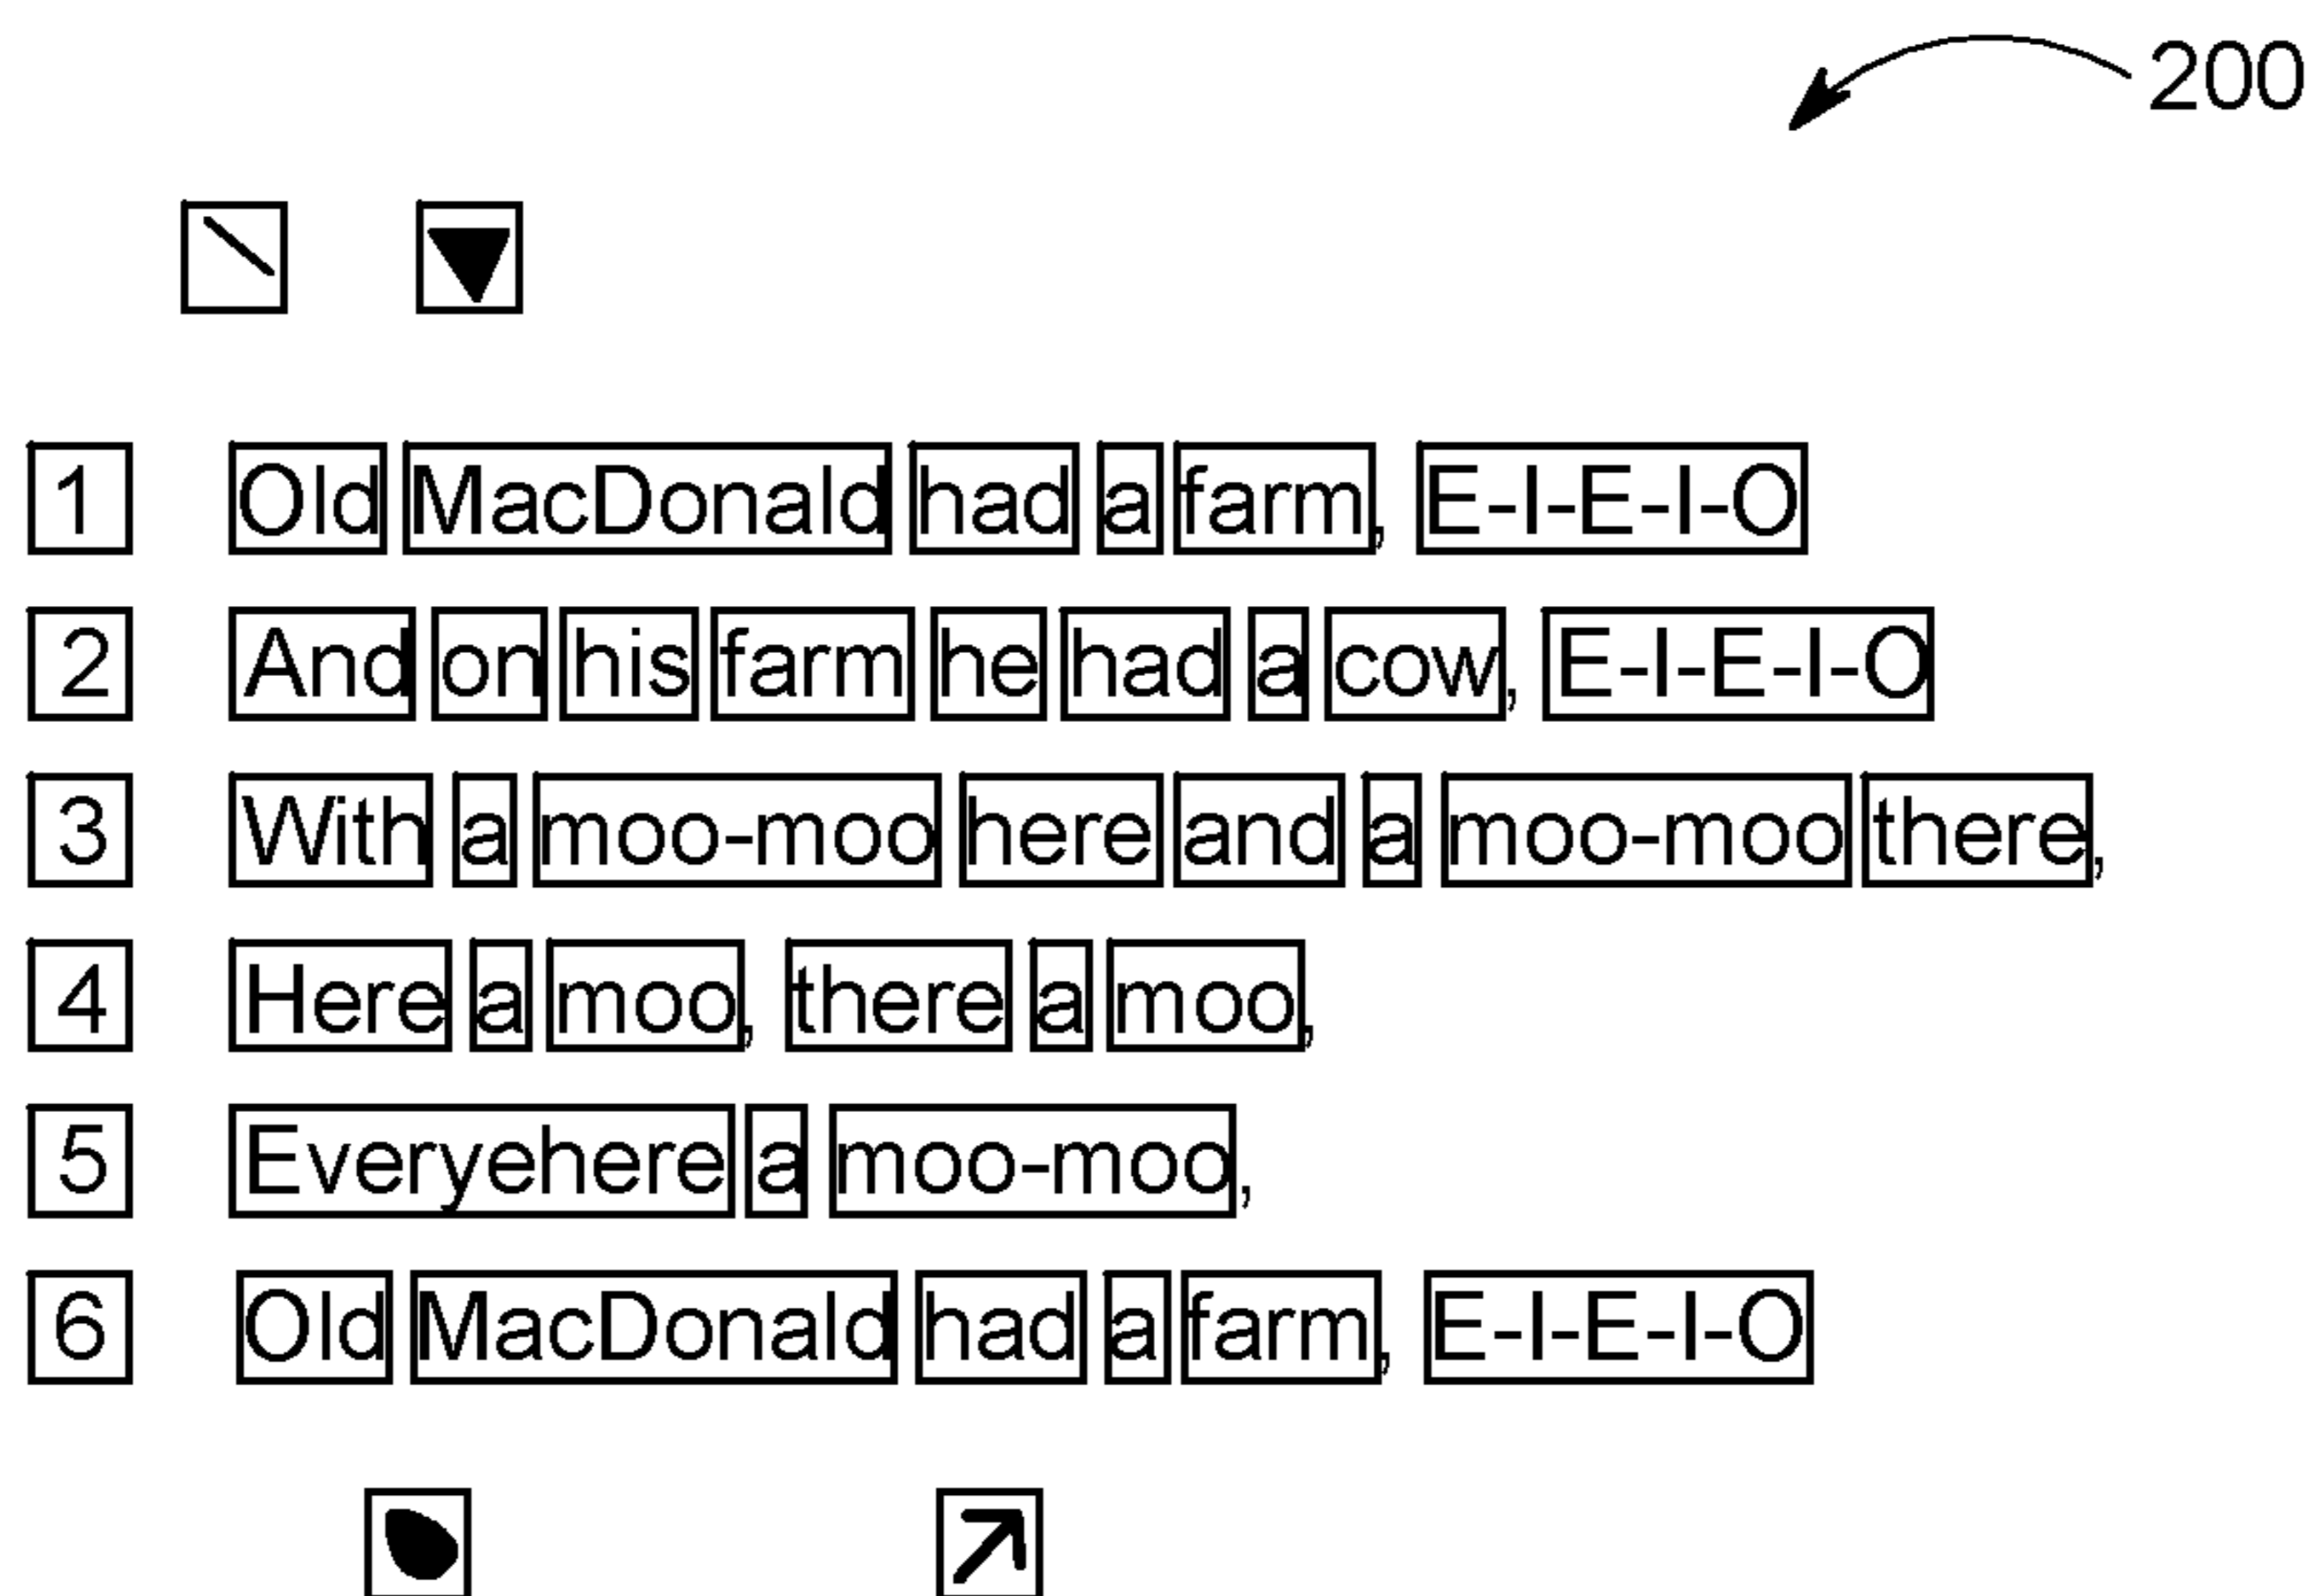 200
1 Old MacDonald had a farm, E-I-E-I-O
2 And on his farm he had a cow, E-I-E-I-O
3 With a moo-moo here and a moo-moo there,
4 Here a moo, there a moo,
5 Everyehere a moo-moo,
6 Old MacDonald had a farm, E-I-E-I-O